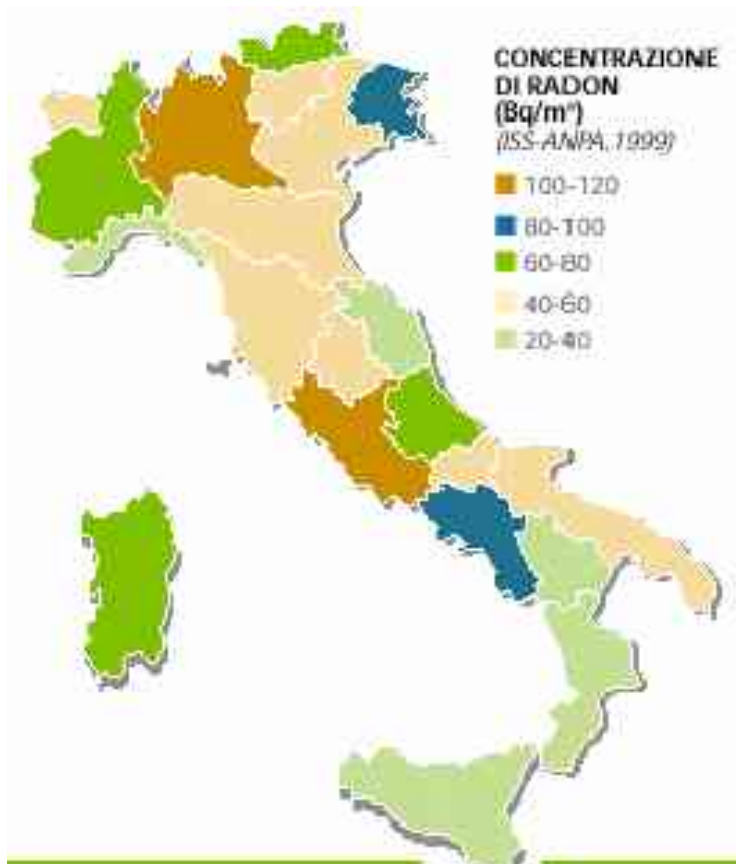 CONCENTRAZIONE
DI RADON
(Bq/m³)
(ISS-ANPA, 1999)
100-120
80-100
60-80
40-60
20-40